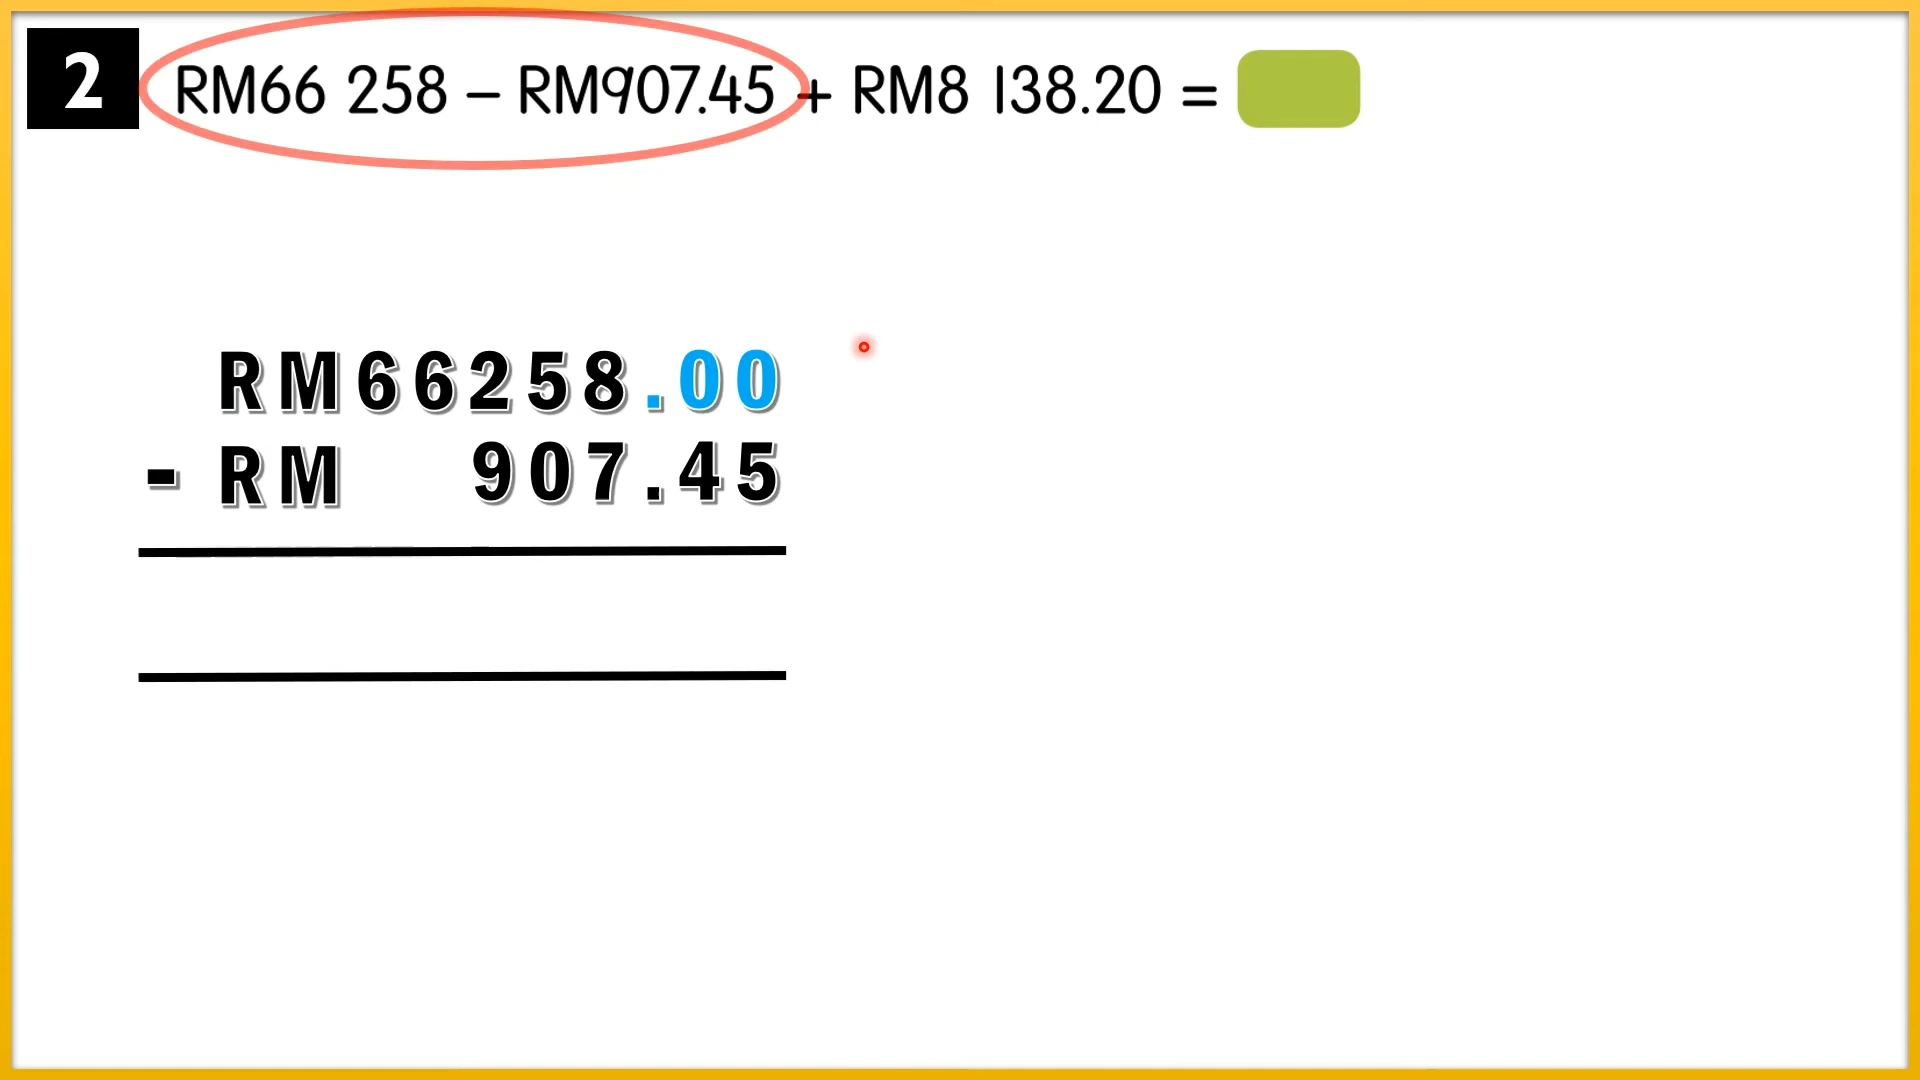 2 RM66 258 – RM907.45 + RM8 138.20 =
RM66258.00
- RM 907.45